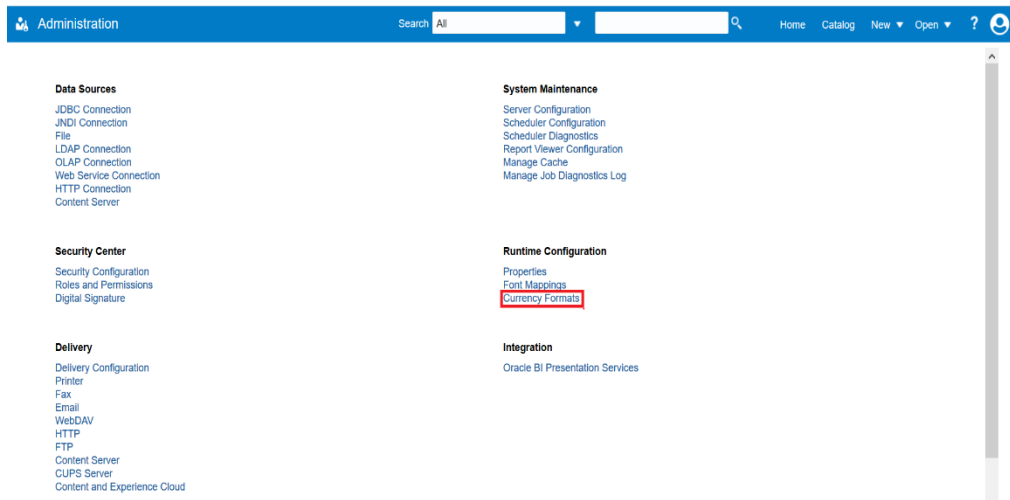 Administration Search All Home Catalog New Open ?
Data Sources
JDBC Connection
JNDI Connection
File
LDAP Connection
OLAP Connection
Web Service Connection
HTTP Connection
Content Server
System Maintenance
Server Configuration
Scheduler Configuration
Scheduler Diagnostics
Report Viewer Configuration
Manage Cache
Manage Job Diagnostics Log
Security Center
Security Configuration
Roles and Permissions
Digital Signature
Runtime Configuration
Properties
Font Mappings
Currency Formats
Delivery
Delivery Configuration
Printer
Fax
Email
WebDAV
HTTP
FTP
Content Server
CUPS Server
Content and Experience Cloud
Integration
Oracle BI Presentation Services